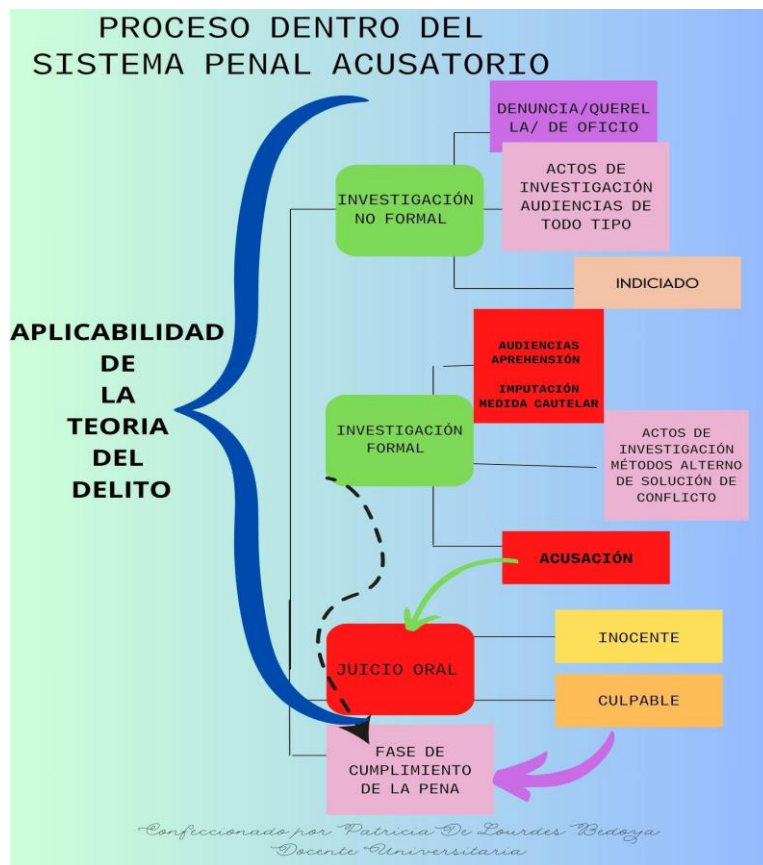 PROCESO DENTRO DEL
SISTEMA PENAL ACUSATORIO
DENUNCIA/QUEREL
LA/ DE OFICIO
INVESTIGACIÓN
NO FORMAL
ACTOS DE
INVESTIGACIÓN
AUDIENCIAS DE
TODO TIPO
INDICIADO
APLICABILIDAD
DE
LA
TEORIA
DEL
DELITO
AUDIENCIAS
APREHENSIÓN
IMPUTACIÓN
MEDIDA CAUTELAR
INVESTIGACIÓN
FORMAL
ACTOS DE
INVESTIGACIÓN
MÉTODOS ALTERNO
DE SOLUCIÓN DE
CONFLICTO
ACUSACIÓN
JUICIO ORAL
INOCENTE
CULPABLE
FASE DE
CUMPLIMIENTO
DE LA PENA
Confeccionado por Patricia De Lourdes Bedoya
Docente Universitaria